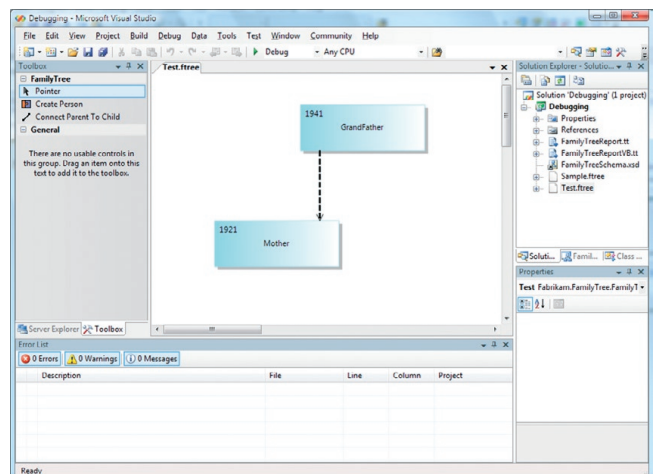 Debugging - Microsoft Visual Studio
File Edit View Project Build Debug Data Tools Test Window Community Help
Debug Any CPU
Toolbox
FamilyTree
Pointer
Create Person
Connect Parent To Child
General
There are no usable controls in
this group. Drag an item onto this
text to add it to the toolbox.
Server Explorer Toolbox
Test.ftree
1941
GrandFather
1921
Mother
Solution Explorer - Solutio...
Solution 'Debugging' (1 project)
Debugging
Properties
References
FamilyTreeReport.tt
FamilyTreeReportVB.tt
FamilyTreeSchema.xsd
Sample.ftree
Test.ftree
Soluti... Famil... Class ...
Properties
Test Fabrikam.FamilyTree.FamilyT
Error List
0 Errors 0 Warnings 0 Messages
Description File Line Column Project
Ready